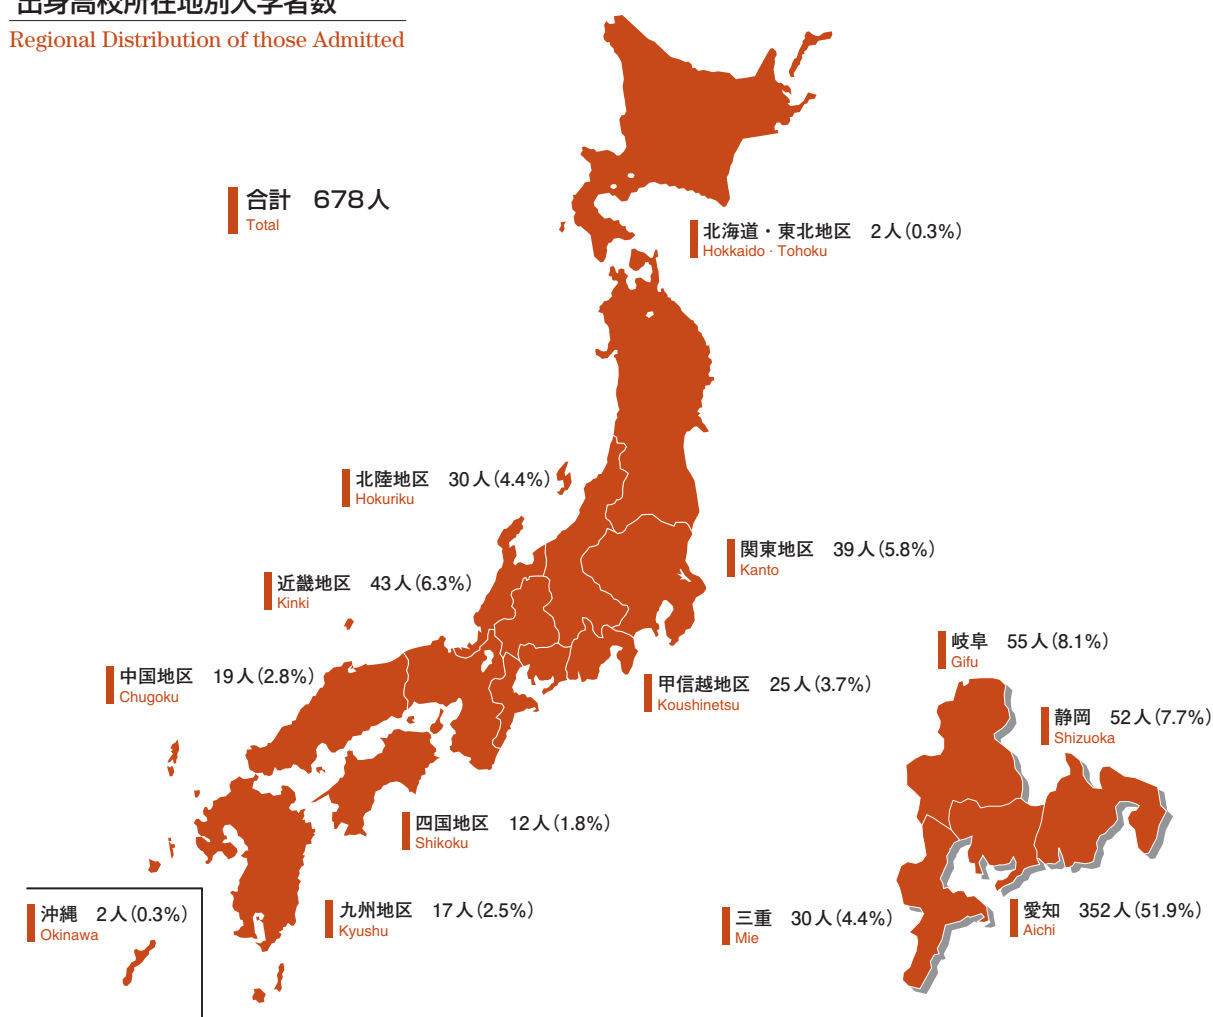 出身高校所在地別入学者数
Regional Distribution of those Admitted
合計 678人
Total
北海道・東北地区 2人(0.3%)
Hokkaido · Tohoku
北陸地区 30人(4.4%)
Hokuriku
関東地区 39人(5.8%)
Kanto
近畿地区 43人(6.3%)
Kinki
中国地区 19人(2.8%)
Chugoku
甲信越地区 25人(3.7%)
Koushinetsu
岐阜 55人(8.1%)
Gifu
静岡 52人(7.7%)
Shizuoka
四国地区 12人(1.8%)
Shikoku
九州地区 17人(2.5%)
Kyushu
沖縄 2人(0.3%)
Okinawa
三重 30人(4.4%)
Mie
愛知 352人(51.9%)
Aichi